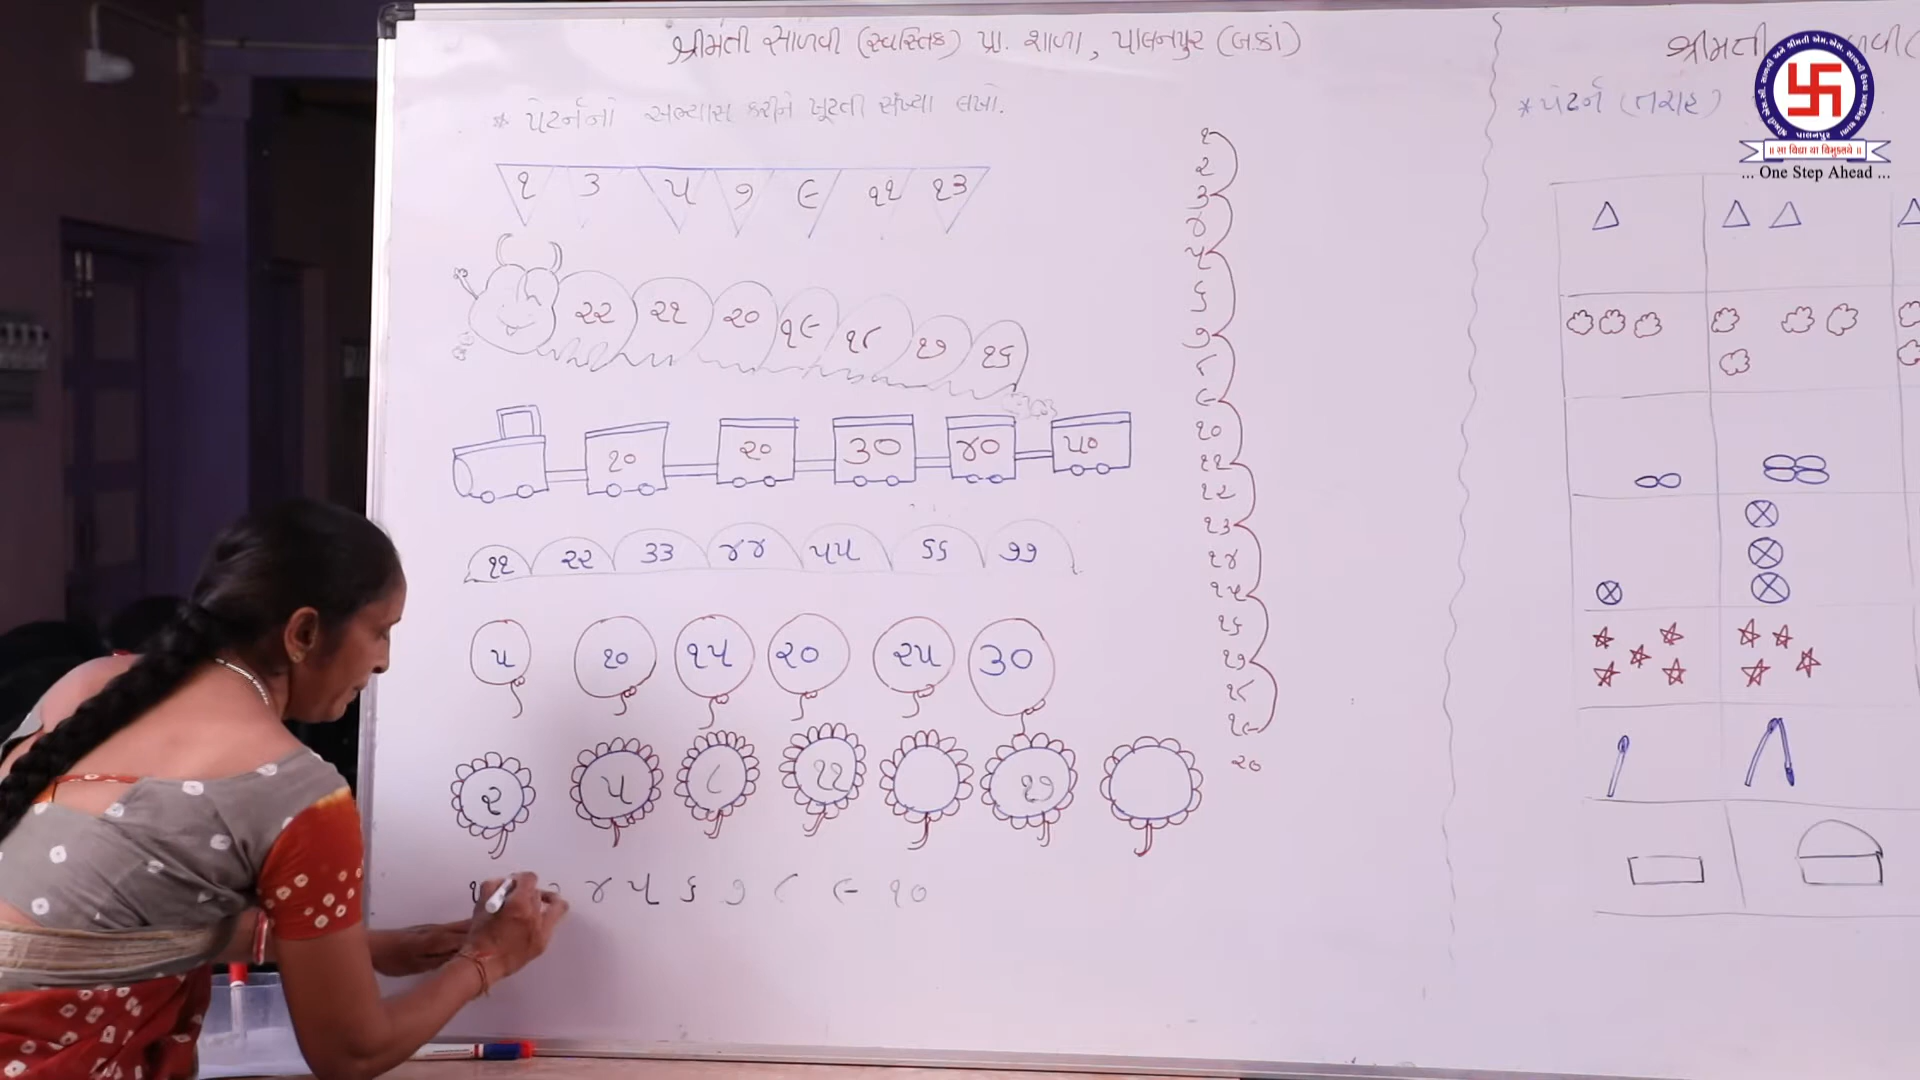 શ્રીમતી સાળવી (સ્વસ્તિક) પ્રા. શાળા, પાલનપુર (બ.કાં)
* પેટર્નનો અભ્યાસ કરીને ખૂટતી સંખ્યા લખો.
૧ ૩ ૫ ૭ ૯ ૧૧ ૧૩
૨૨ ૨૧ ૨૦ ૧૯ ૧૮ ૧૭ ૧૬
૧૦ ૨૦ ૩૦ ૪૦ ૫૦
૧૧ ૨૨ ૩૩ ૪૪ ૫૫ ૬૬ ૭૭
૫ ૧૦ ૧૫ ૨૦ ૨૫ ૩૦
૨ ૫ ૮ ૧૧ ૧૭
૪ ૫ ૬ ૭ ૮ ૯ ૧૦
૧
૨
૩
૪
૫
૬
૭
૮
૯
૧૦
૧૧
૧૨
૧૩
૧૪
૧૫
૧૬
૧૭
૧૮
૧૯
૨૦
શ્રીમતી
* પેટર્ન (તરાહ)
પાલનપુર
॥ सा विद्या या विमुक्तये ॥
... One Step Ahead ...